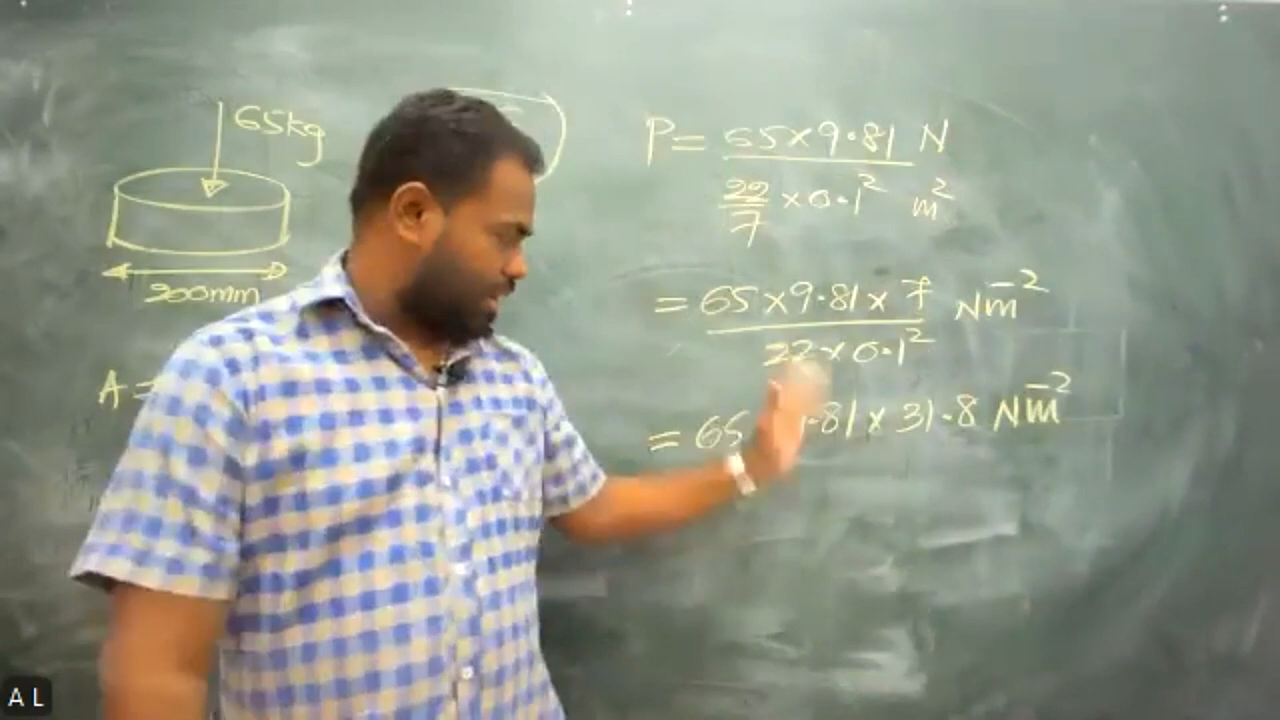 65kg
200mm
A =
P = 65 × 9.81 N
22/7 × 0.1² m²
= 65 × 9.81 × 7 Nm⁻²
22 × 0.1²
= 65 .81 × 31.8 Nm⁻²
A L